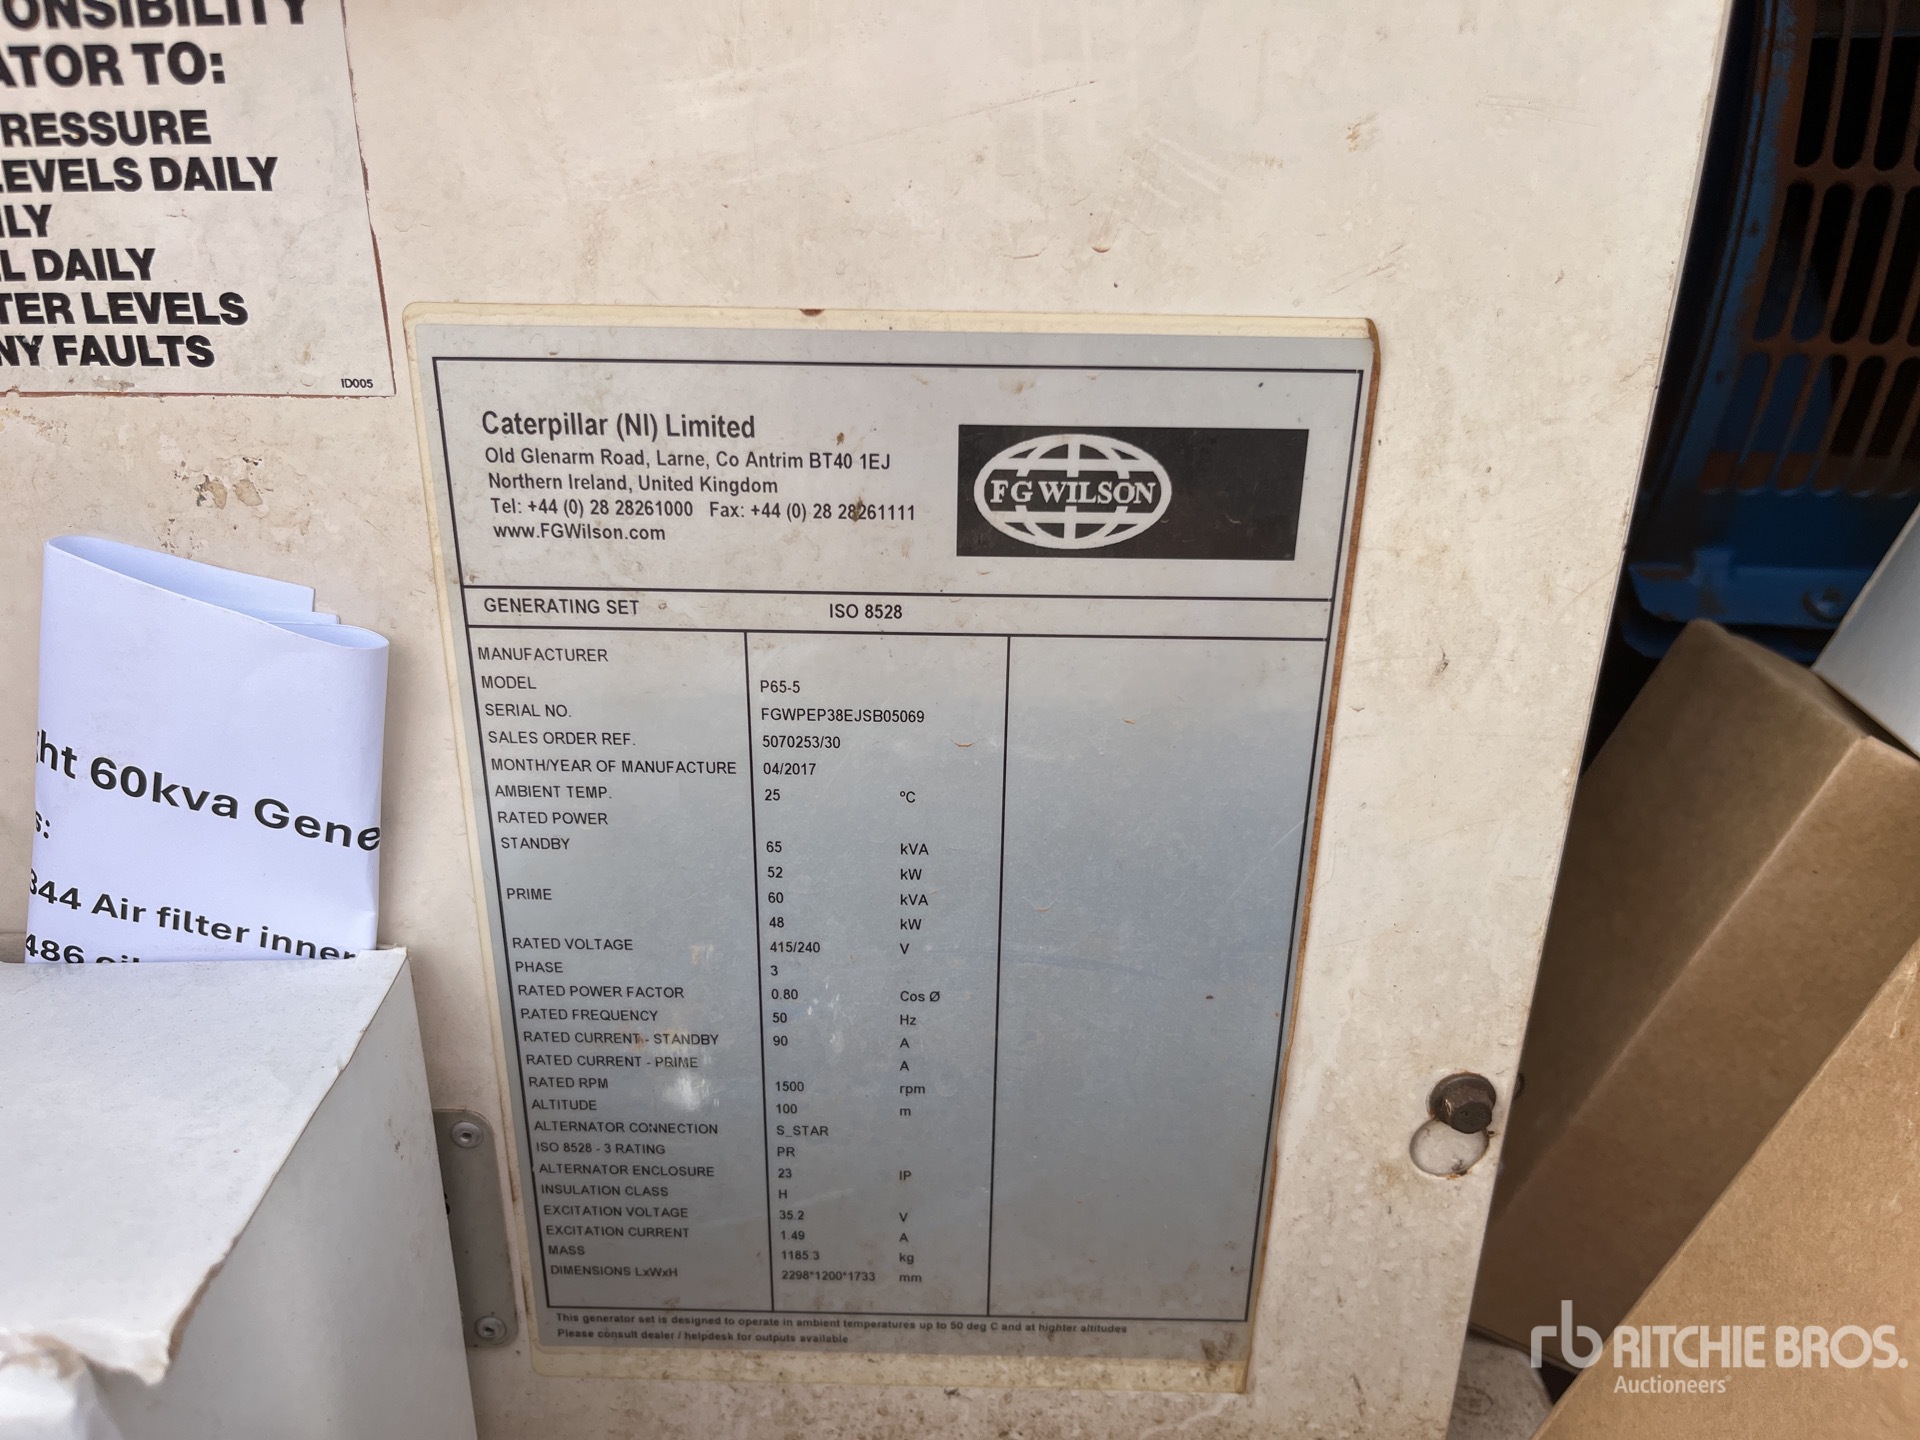 ONSIBILITY
ATOR TO:
RESSURE
LEVELS DAILY
ILY
L DAILY
TER LEVELS
NY FAULTS
ID005
Caterpillar (NI) Limited
Old Glenarm Road, Larne, Co Antrim BT40 1EJ
Northern Ireland, United Kingdom
Tel: +44 (0) 28 28261000 Fax: +44 (0) 28 28261111
www.FGWilson.com
FG WILSON
GENERATING SET ISO 8528
MANUFACTURER
MODEL P65-5
SERIAL NO. FGWPEP38EJSB05069
SALES ORDER REF. 5070253/30
MONTH/YEAR OF MANUFACTURE 04/2017
AMBIENT TEMP. 25 ºC
RATED POWER
STANDBY 65 kVA
52 kW
PRIME 60 kVA
48 kW
RATED VOLTAGE 415/240 V
PHASE 3
RATED POWER FACTOR 0.80 Cos Ø
RATED FREQUENCY 50 Hz
RATED CURRENT - STANDBY 90 A
RATED CURRENT - PRIME A
RATED RPM 1500 rpm
ALTITUDE 100 m
ALTERNATOR CONNECTION S_STAR
ISO 8528 - 3 RATING PR
ALTERNATOR ENCLOSURE 23 IP
INSULATION CLASS H
EXCITATION VOLTAGE 35.2 V
EXCITATION CURRENT 1.49 A
MASS 1185.3 kg
DIMENSIONS LxWxH 2298*1200*1733 mm
This generator set is designed to operate in ambient temperatures up to 50 deg C and at highter altitudes
Please consult dealer / helpdesk for outputs available
ht 60kva Gene
s:
344 Air filter inner
486 oil
rb RITCHIE BROS.
Auctioneers